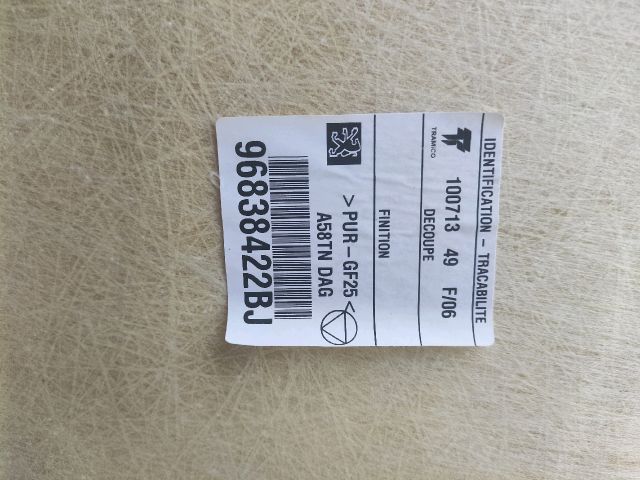 IDENTIFICATION - TRACABILITE
TRAMICO
100713 49 F/06
DECOUPE
FINITION
>PUR-GF25<
A58TN DAG
96838422BJ